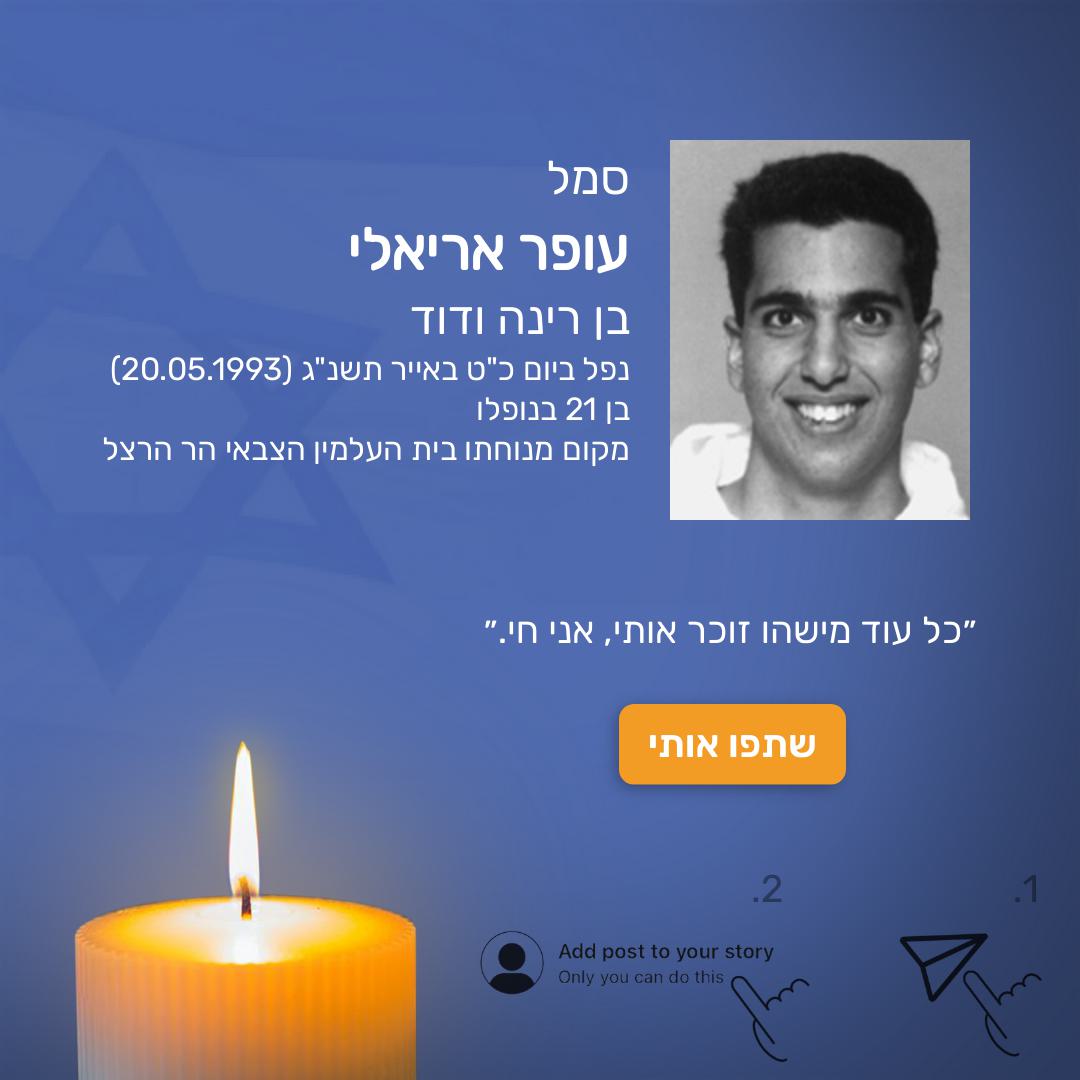 סמל
עופר אריאלי
בן רינה ודוד
נפל ביום כ"ט באייר תשנ"ג (20.05.1993)
בן 21 בנופלו
מקום מנוחתו בית העלמין הצבאי הר הרצל
״כל עוד מישהו זוכר אותי, אני חי.״
שתפו אותי
1.
2.
Add post to your story
Only you can do this